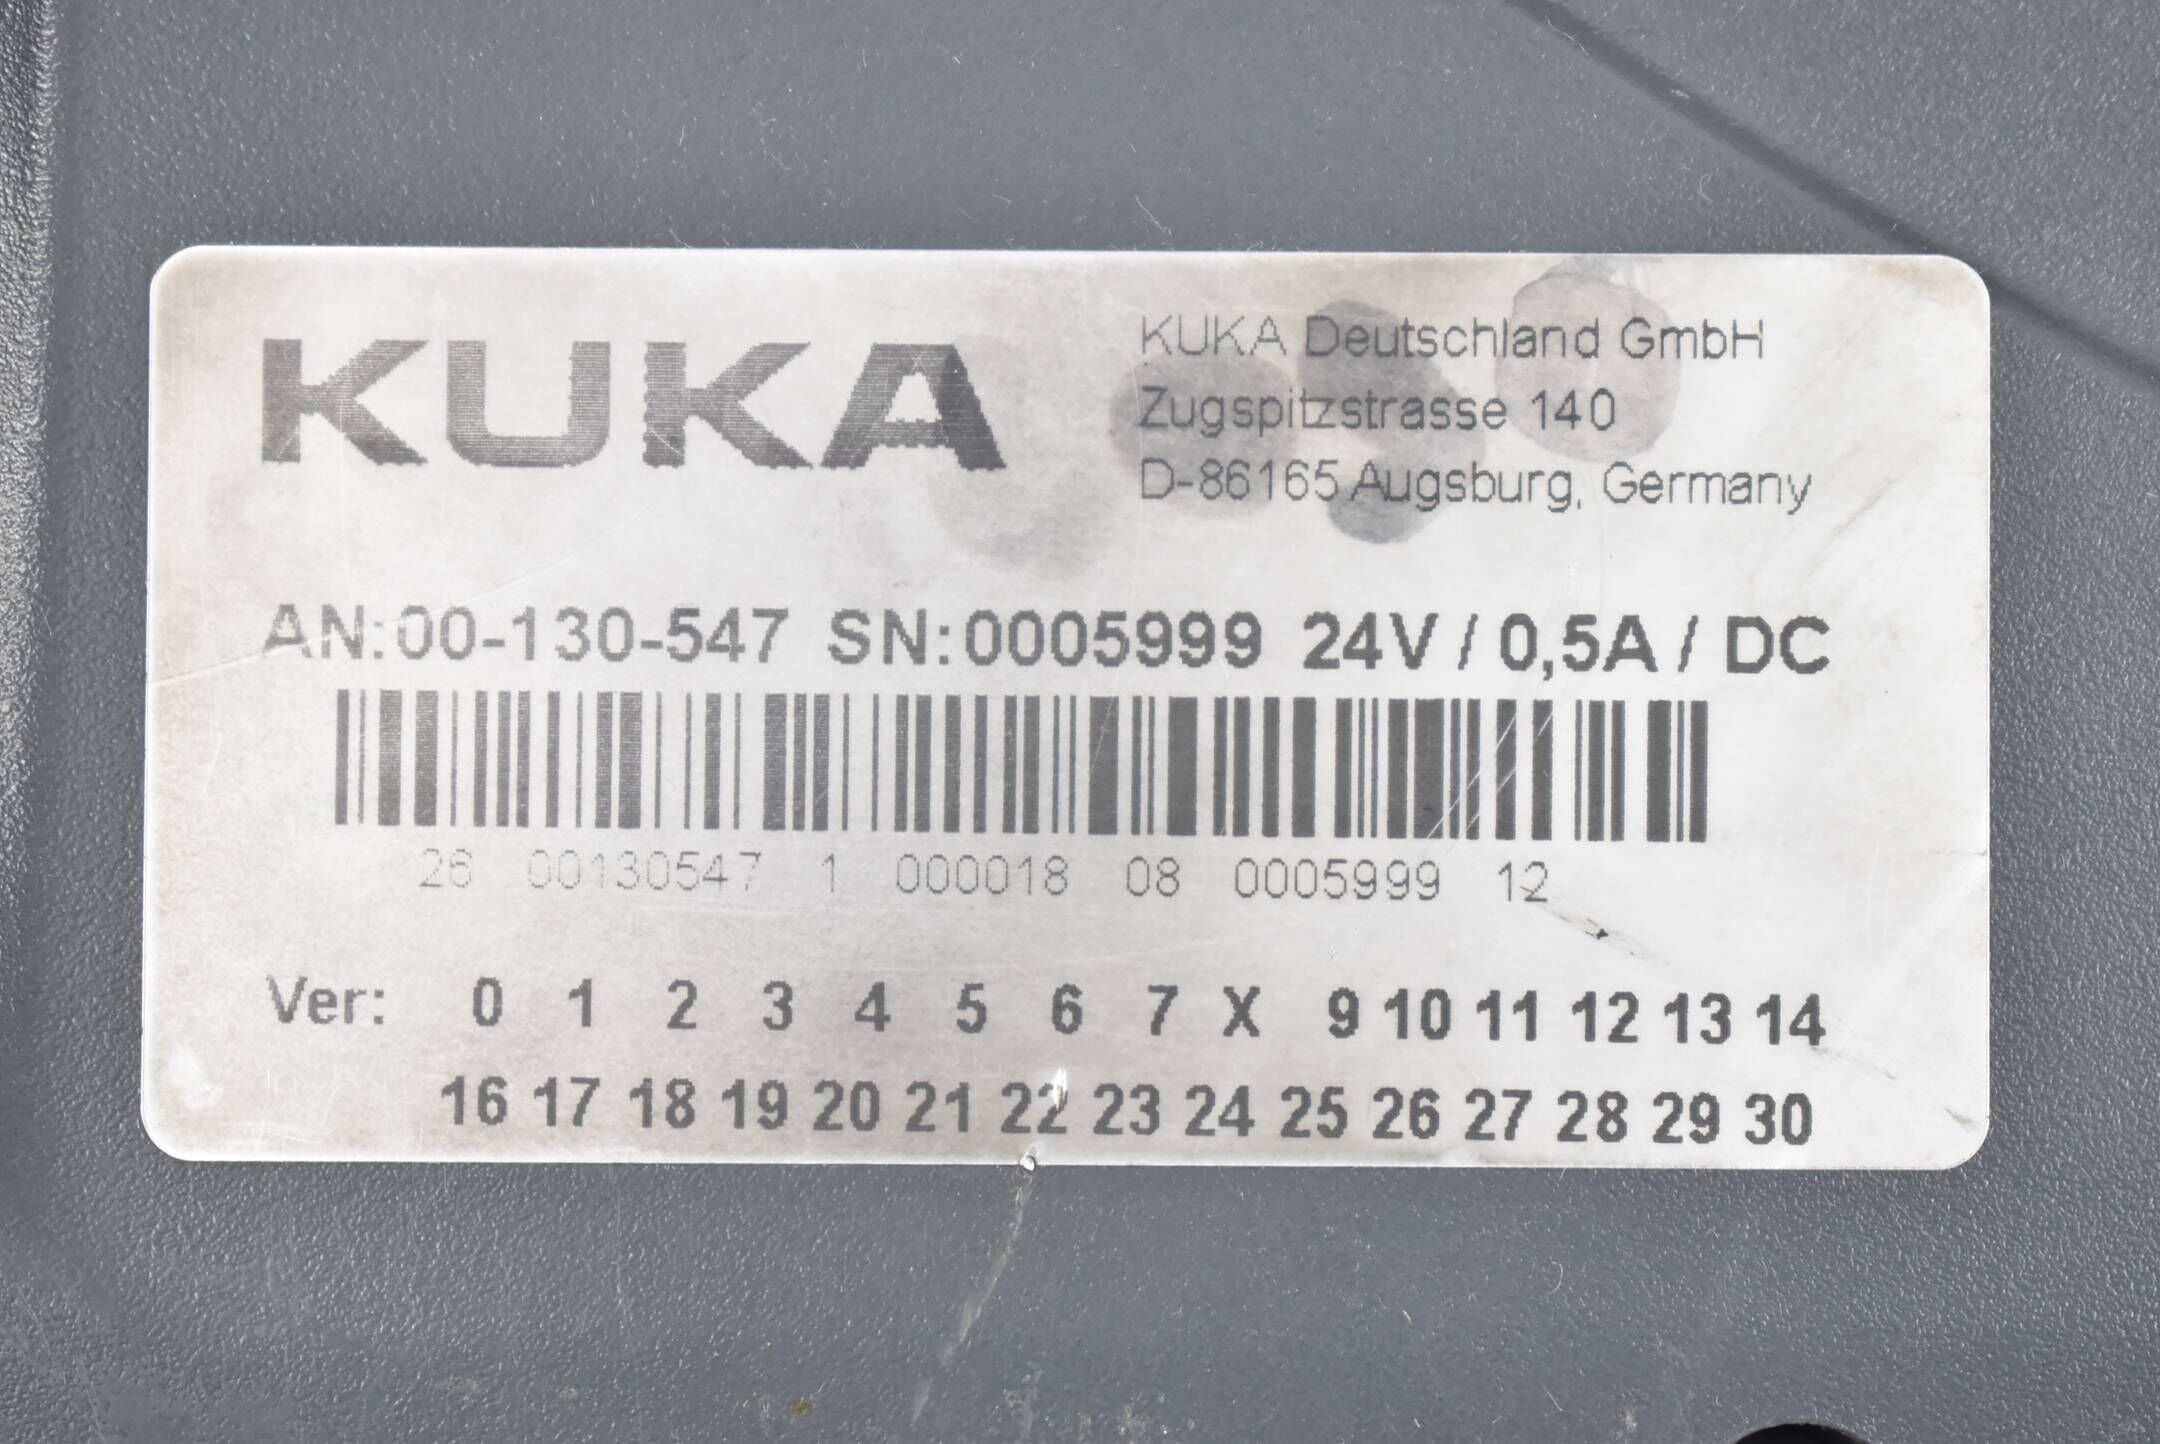 KUKA
KUKA Deutschland GmbH
Zugspitzstrasse 140
D-86165 Augsburg, Germany
AN:00-130-547 SN:0005999 24V / 0,5A / DC
26 00130547 1 000018 08 0005999 12
Ver: 0 1 2 3 4 5 6 7 X 9 10 11 12 13 14
16 17 18 19 20 21 22 23 24 25 26 27 28 29 30